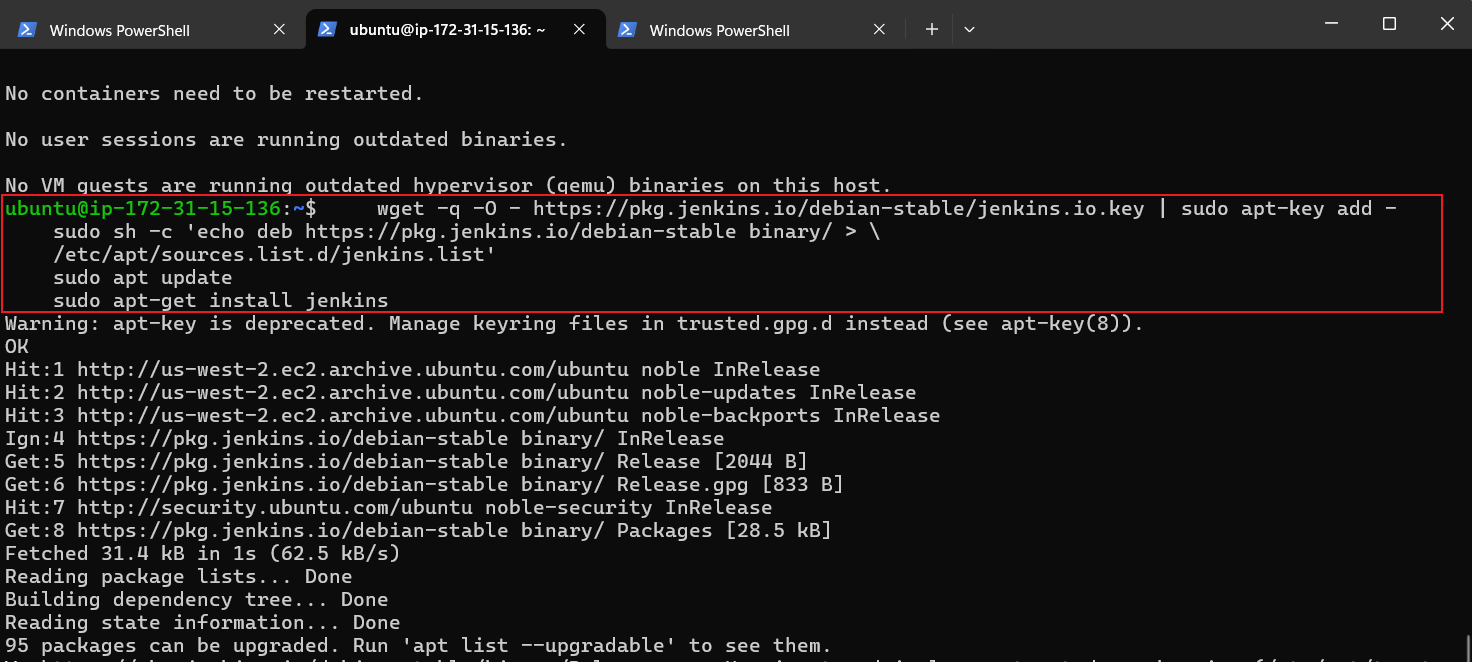 Windows PowerShell
ubuntu@ip-172-31-15-136: ~
Windows PowerShell
No containers need to be restarted.
No user sessions are running outdated binaries.
No VM guests are running outdated hypervisor (qemu) binaries on this host.
ubuntu@ip-172-31-15-136:~$     wget -q -O - https://pkg.jenkins.io/debian-stable/jenkins.io.key | sudo apt-key add -
    sudo sh -c 'echo deb https://pkg.jenkins.io/debian-stable binary/ > \
    /etc/apt/sources.list.d/jenkins.list'
    sudo apt update
    sudo apt-get install jenkins
Warning: apt-key is deprecated. Manage keyring files in trusted.gpg.d instead (see apt-key(8)).
OK
Hit:1 http://us-west-2.ec2.archive.ubuntu.com/ubuntu noble InRelease
Hit:2 http://us-west-2.ec2.archive.ubuntu.com/ubuntu noble-updates InRelease
Hit:3 http://us-west-2.ec2.archive.ubuntu.com/ubuntu noble-backports InRelease
Ign:4 https://pkg.jenkins.io/debian-stable binary/ InRelease
Get:5 https://pkg.jenkins.io/debian-stable binary/ Release [2044 B]
Get:6 https://pkg.jenkins.io/debian-stable binary/ Release.gpg [833 B]
Hit:7 http://security.ubuntu.com/ubuntu noble-security InRelease
Get:8 https://pkg.jenkins.io/debian-stable binary/ Packages [28.5 kB]
Fetched 31.4 kB in 1s (62.5 kB/s)
Reading package lists... Done
Building dependency tree... Done
Reading state information... Done
95 packages can be upgraded. Run 'apt list --upgradable' to see them.